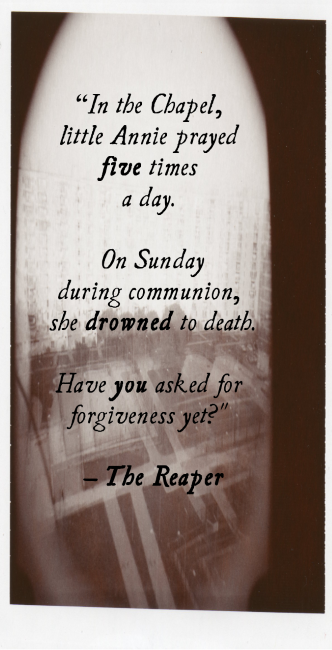 “In the Chapel,
little Annie prayed
five times
a day.
On Sunday
during communion,
she drowned to death.
Have you asked for
forgiveness yet?"
– The Reaper